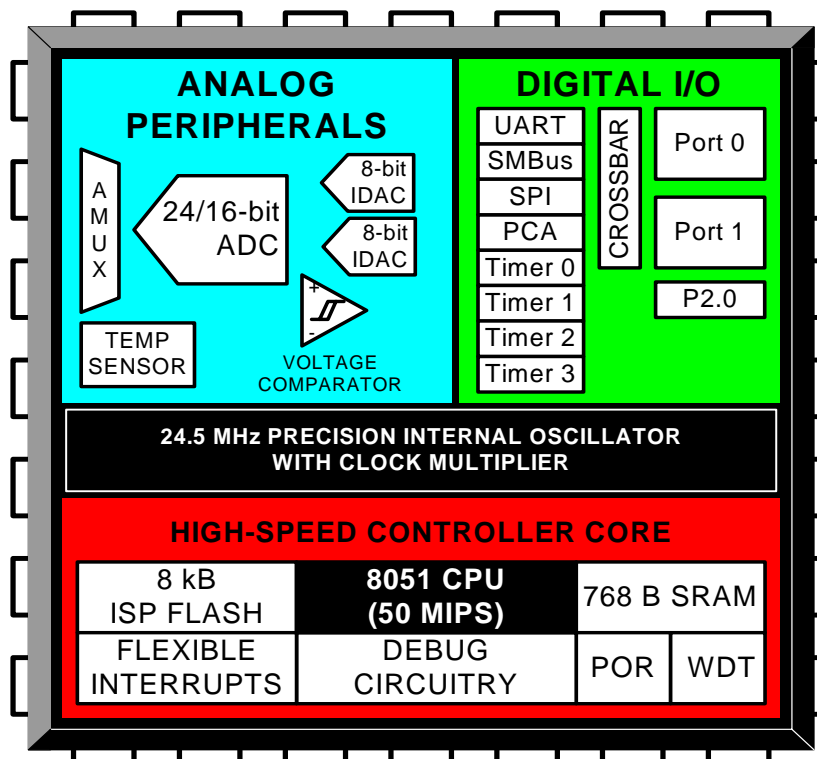 ANALOG
PERIPHERALS
A
M
U
X
24/16-bit
ADC
8-bit
IDAC
8-bit
IDAC
+
-
TEMP
SENSOR
VOLTAGE
COMPARATOR
DIGITAL I/O
UART
SMBus
SPI
PCA
Timer 0
Timer 1
Timer 2
Timer 3
CROSSBAR
Port 0
Port 1
P2.0
24.5 MHz PRECISION INTERNAL OSCILLATOR
WITH CLOCK MULTIPLIER
HIGH-SPEED CONTROLLER CORE
8 kB
ISP FLASH
8051 CPU
(50 MIPS)
768 B SRAM
FLEXIBLE
INTERRUPTS
DEBUG
CIRCUITRY
POR
WDT